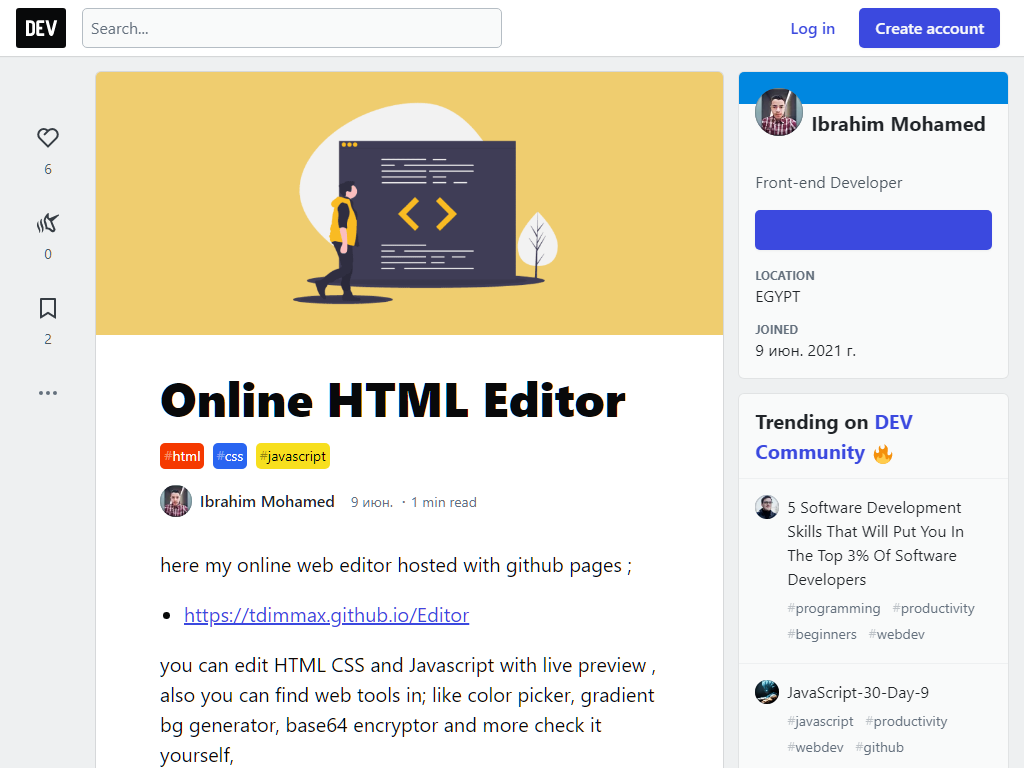 DEV
Search...
Log in
Create account
6
0
2
Online HTML Editor
#html #css #javascript
Ibrahim Mohamed 9 июн. ・1 min read
here my online web editor hosted with github pages ;
https://tdimmax.github.io/Editor
you can edit HTML CSS and Javascript with live preview ,
also you can find web tools in; like color picker, gradient
bg generator, base64 encryptor and more check it
yourself,
Ibrahim Mohamed
Front-end Developer
LOCATION
EGYPT
JOINED
9 июн. 2021 г.
Trending on DEV
Community 🔥
5 Software Development
Skills That Will Put You In
The Top 3% Of Software
Developers
#programming #productivity
#beginners #webdev
JavaScript-30-Day-9
#javascript #productivity
#webdev #github